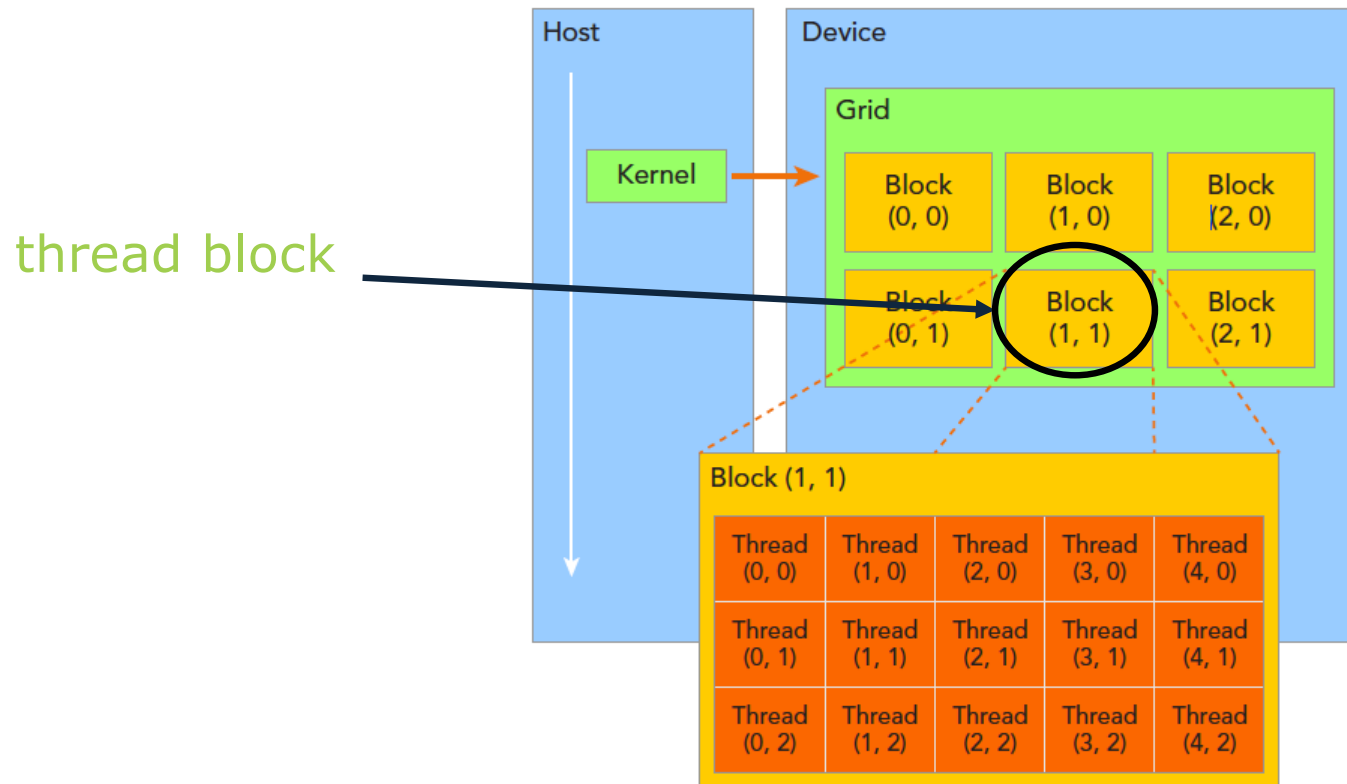 Host
Device
Grid
Kernel
Block
(0, 0)
Block
(1, 0)
Block
(2, 0)
thread block
Block
(0, 1)
Block
(1, 1)
Block
(2, 1)
Block (1, 1)
Thread
(0, 0)
Thread
(1, 0)
Thread
(2, 0)
Thread
(3, 0)
Thread
(4, 0)
Thread
(0, 1)
Thread
(1, 1)
Thread
(2, 1)
Thread
(3, 1)
Thread
(4, 1)
Thread
(0, 2)
Thread
(1, 2)
Thread
(2, 2)
Thread
(3, 2)
Thread
(4, 2)